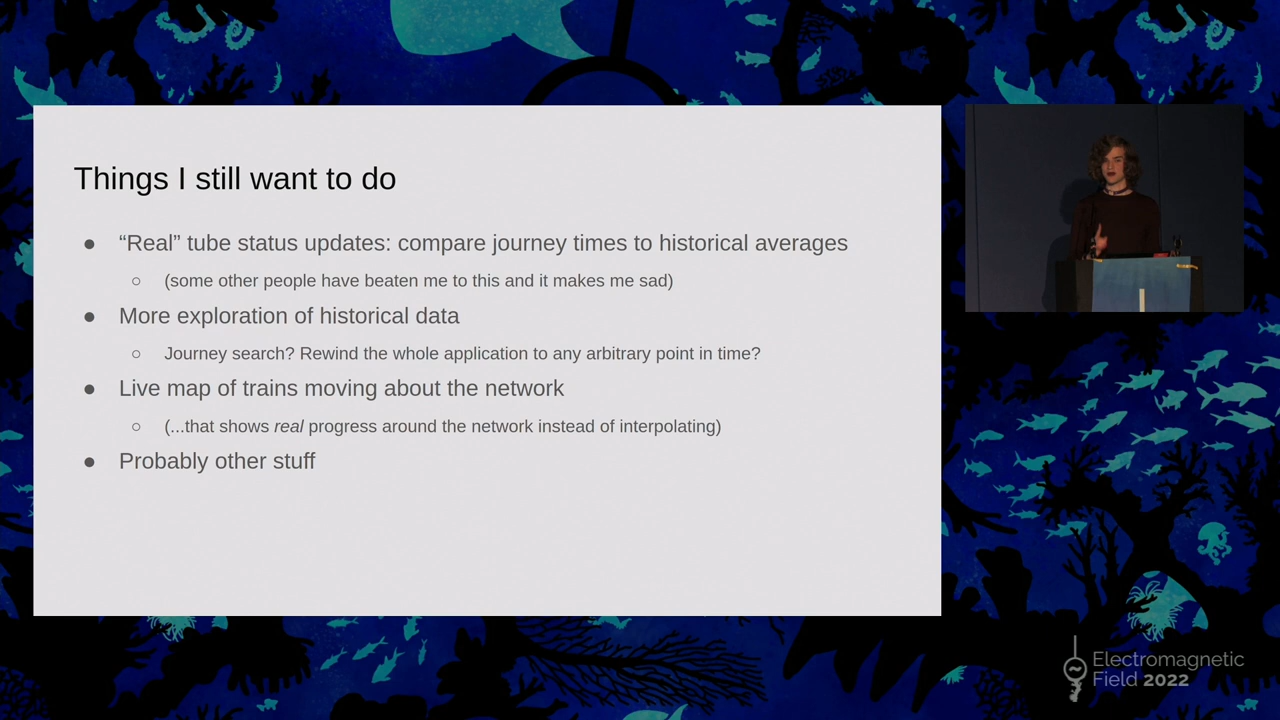 Things I still want to do
● “Real” tube status updates: compare journey times to historical averages
○ (some other people have beaten me to this and it makes me sad)
● More exploration of historical data
○ Journey search? Rewind the whole application to any arbitrary point in time?
● Live map of trains moving about the network
○ (...that shows real progress around the network instead of interpolating)
● Probably other stuff
Electromagnetic
Field 2022